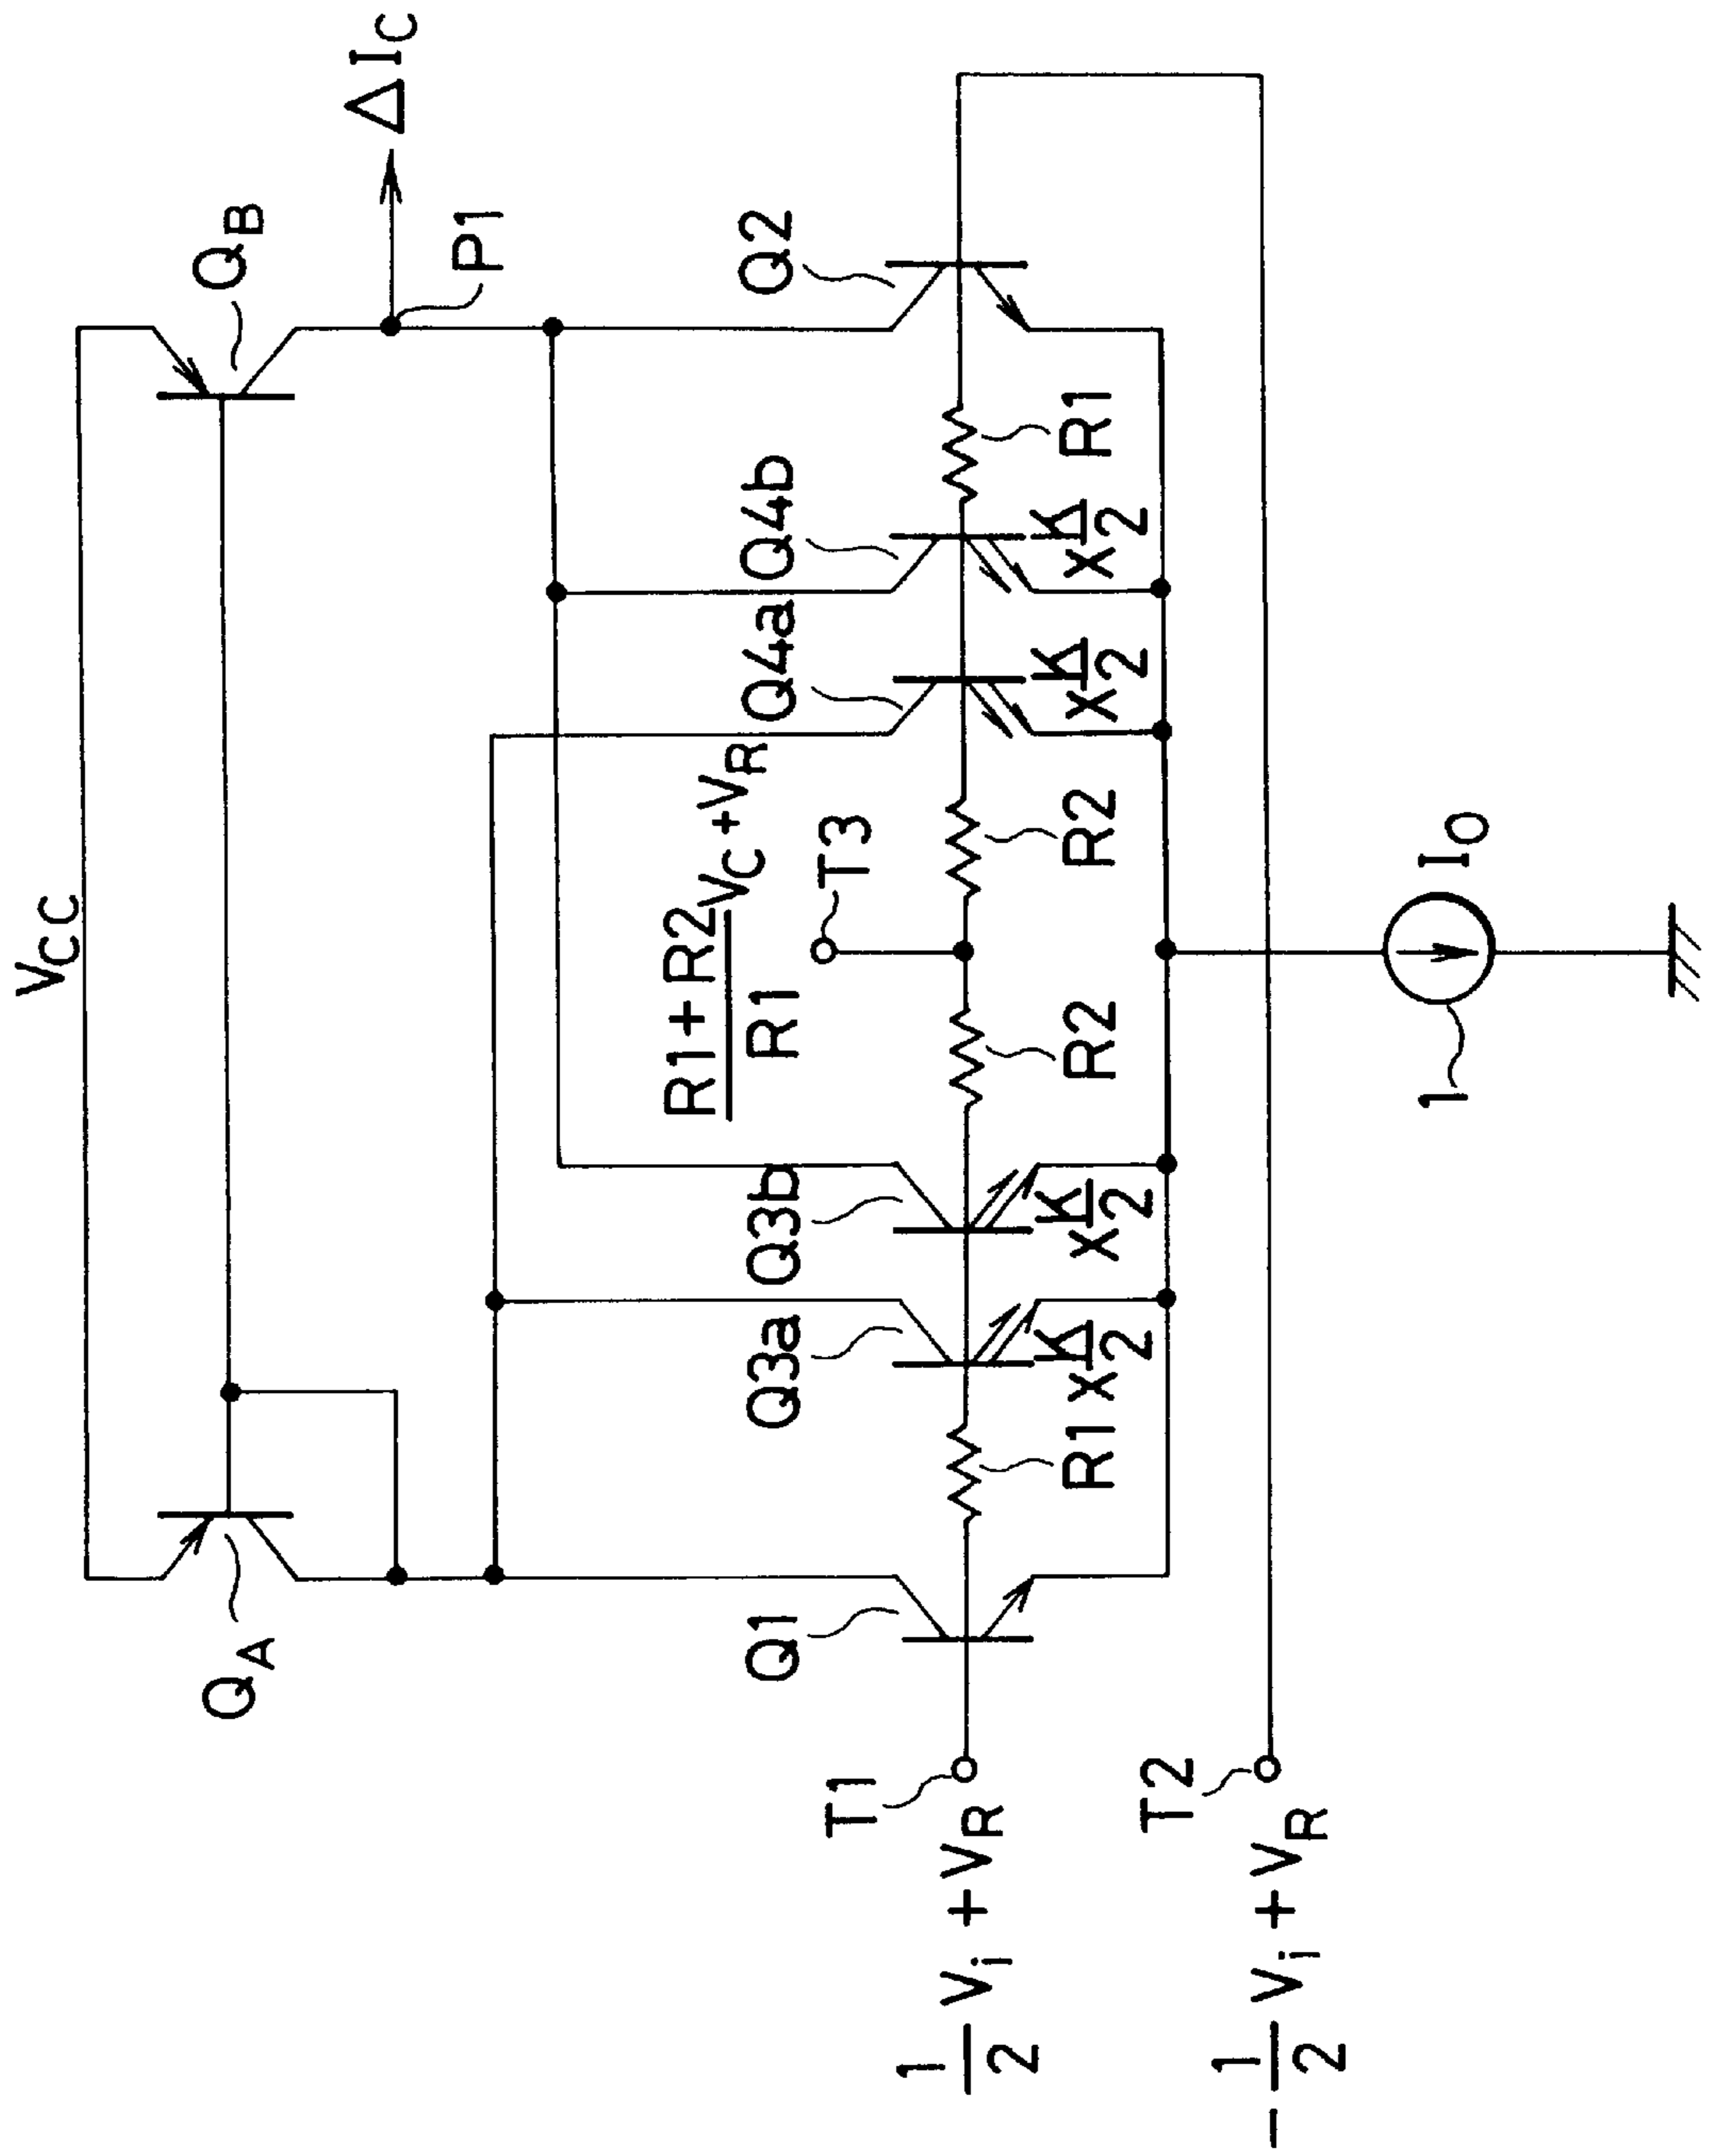 VCC
QA
QB
ΔIC
P1
R1+R2
R1
VC+VR
T3
Q1
Q3a
Q3b
Q4a
Q4b
Q2
R1
x K/2
x K/2
R2
R2
x K/2
x K/2
R1
T1
1/2 Vi + VR
T2
-1/2 Vi + VR
1
IO